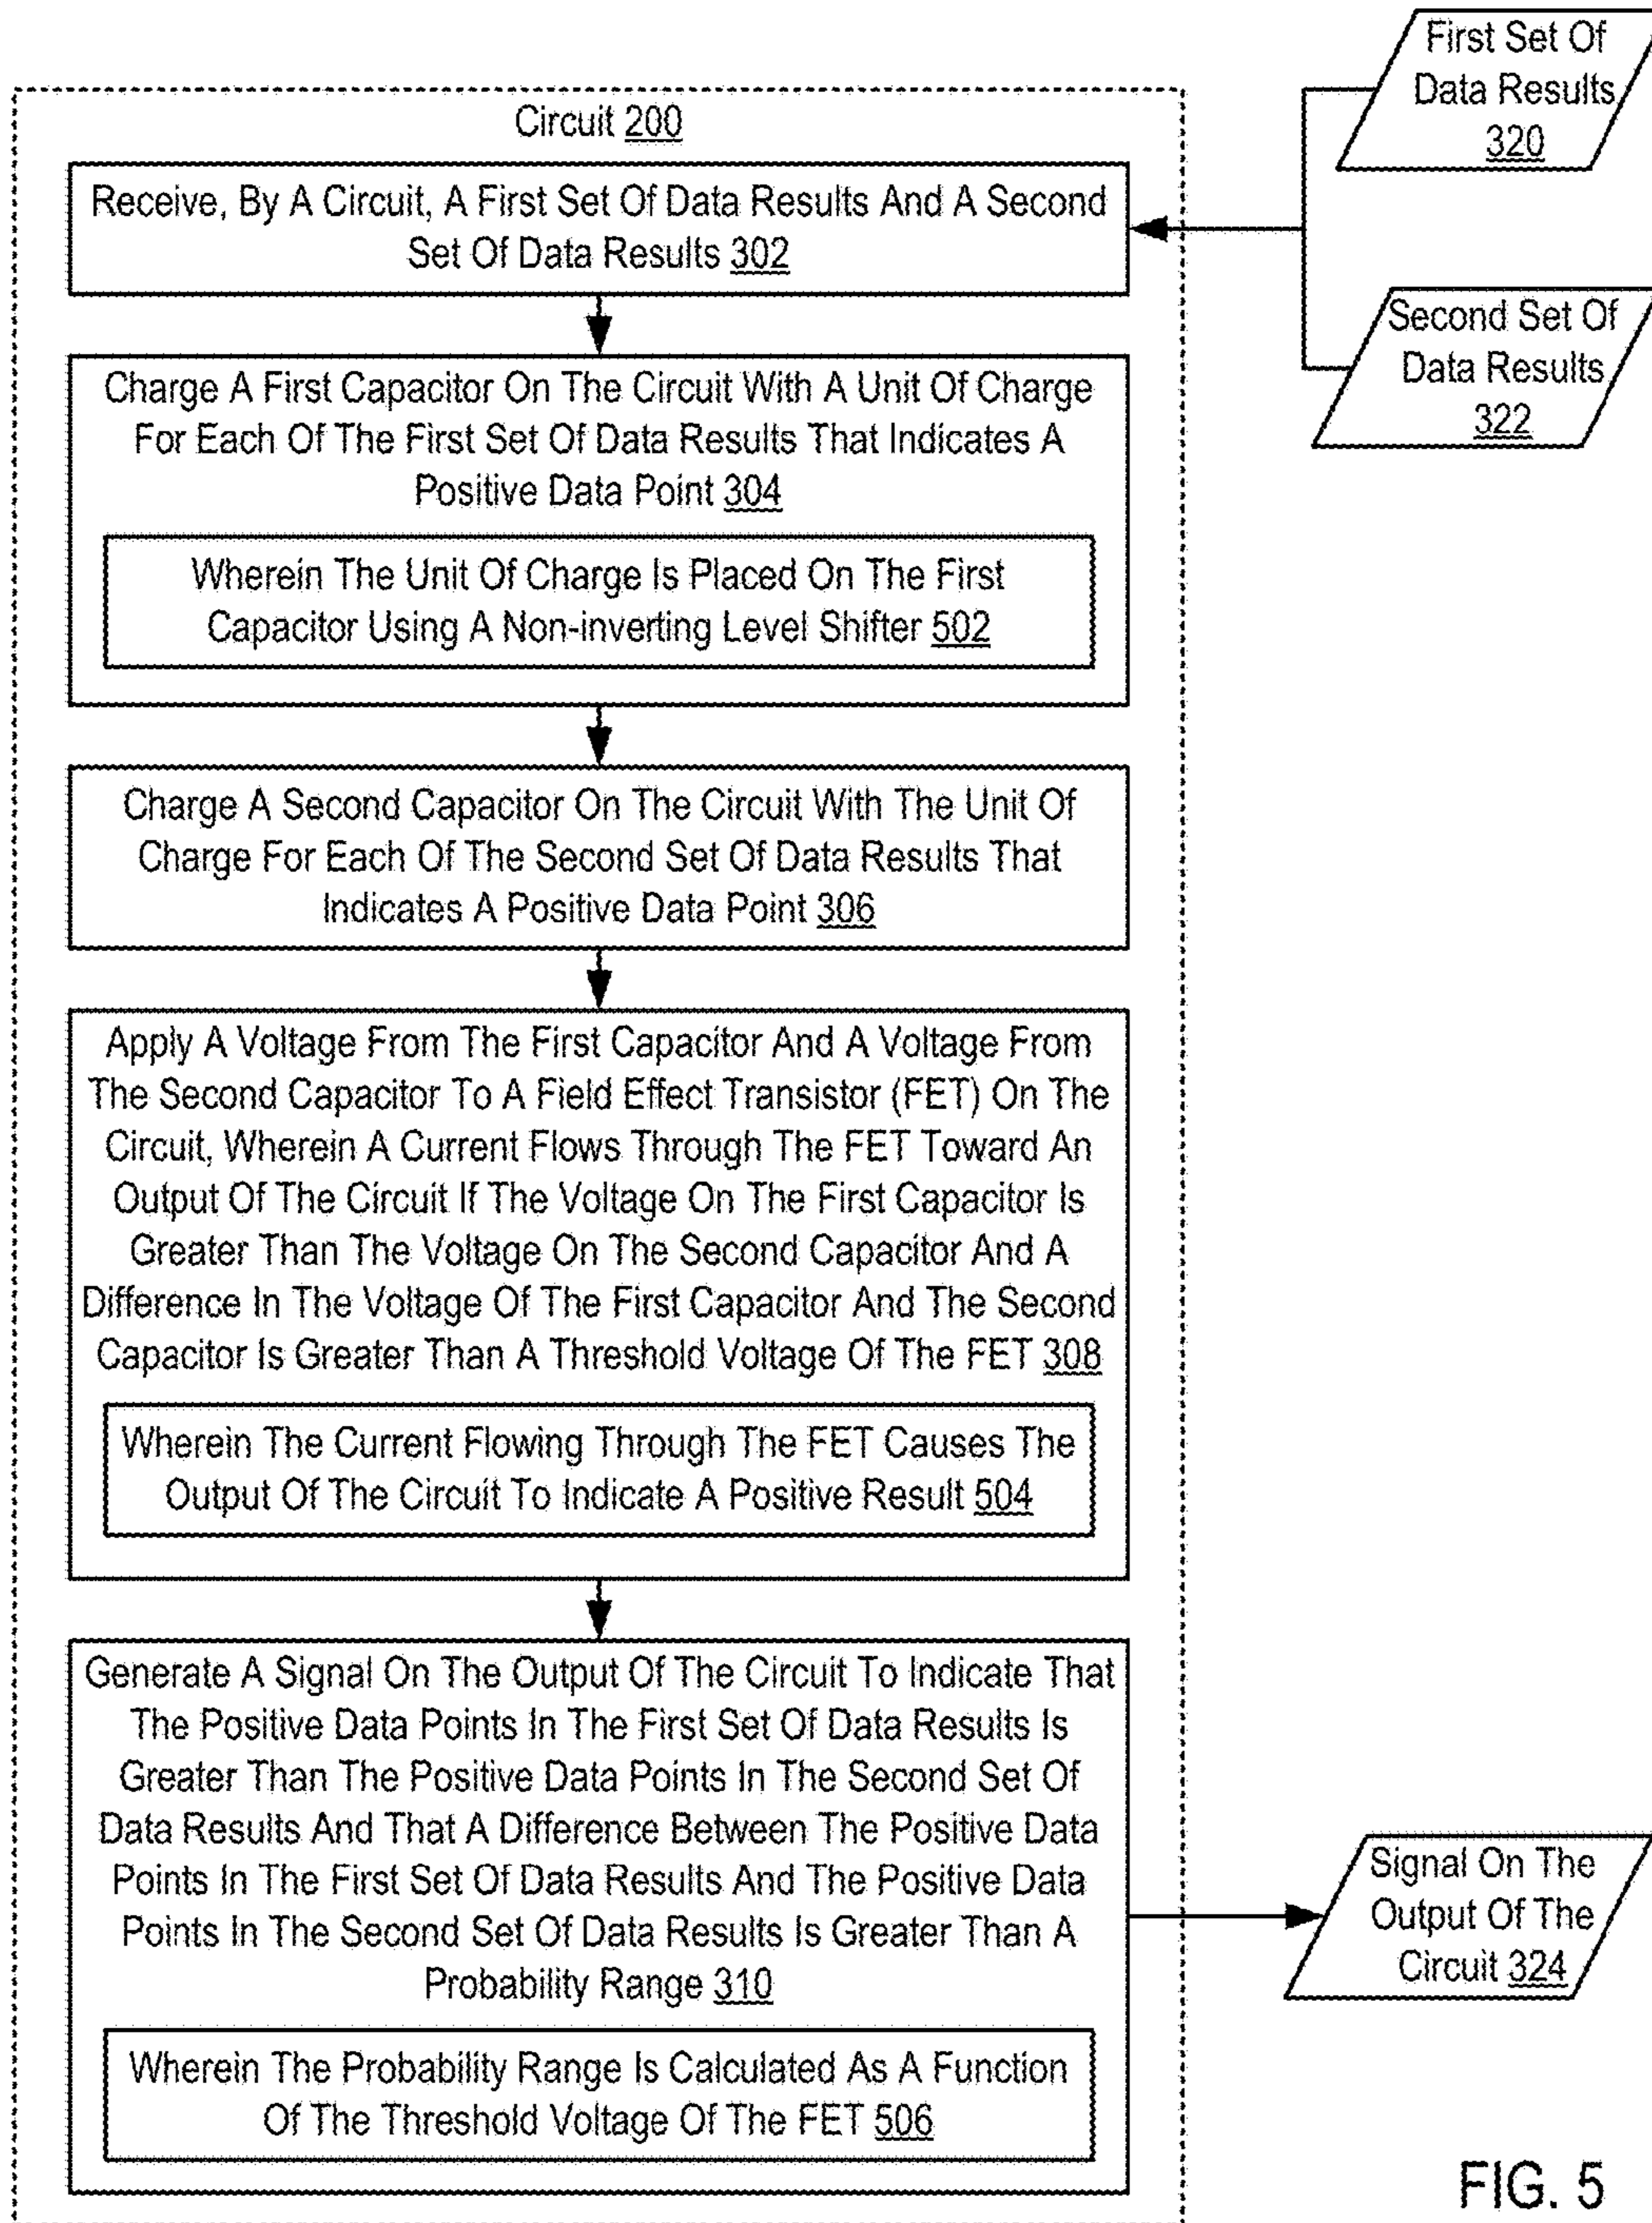 First Set Of
Data Results
320
Circuit 200
Receive, By A Circuit, A First Set Of Data Results And A Second
Set Of Data Results 302
Second Set Of
Data Results
322
Charge A First Capacitor On The Circuit With A Unit Of Charge
For Each Of The First Set Of Data Results That Indicates A
Positive Data Point 304
Wherein The Unit Of Charge Is Placed On The First
Capacitor Using A Non-inverting Level Shifter 502
Charge A Second Capacitor On The Circuit With The Unit Of
Charge For Each Of The Second Set Of Data Results That
Indicates A Positive Data Point 306
Apply A Voltage From The First Capacitor And A Voltage From
The Second Capacitor To A Field Effect Transistor (FET) On The
Circuit, Wherein A Current Flows Through The FET Toward An
Output Of The Circuit If The Voltage On The First Capacitor Is
Greater Than The Voltage On The Second Capacitor And A
Difference In The Voltage Of The First Capacitor And The Second
Capacitor Is Greater Than A Threshold Voltage Of The FET 308
Wherein The Current Flowing Through The FET Causes The
Output Of The Circuit To Indicate A Positive Result 504
Generate A Signal On The Output Of The Circuit To Indicate That
The Positive Data Points In The First Set Of Data Results Is
Greater Than The Positive Data Points In The Second Set Of
Data Results And That A Difference Between The Positive Data
Points In The First Set Of Data Results And The Positive Data
Points In The Second Set Of Data Results Is Greater Than A
Probability Range 310
Wherein The Probability Range Is Calculated As A Function
Of The Threshold Voltage Of The FET 506
Signal On The
Output Of The
Circuit 324
FIG. 5